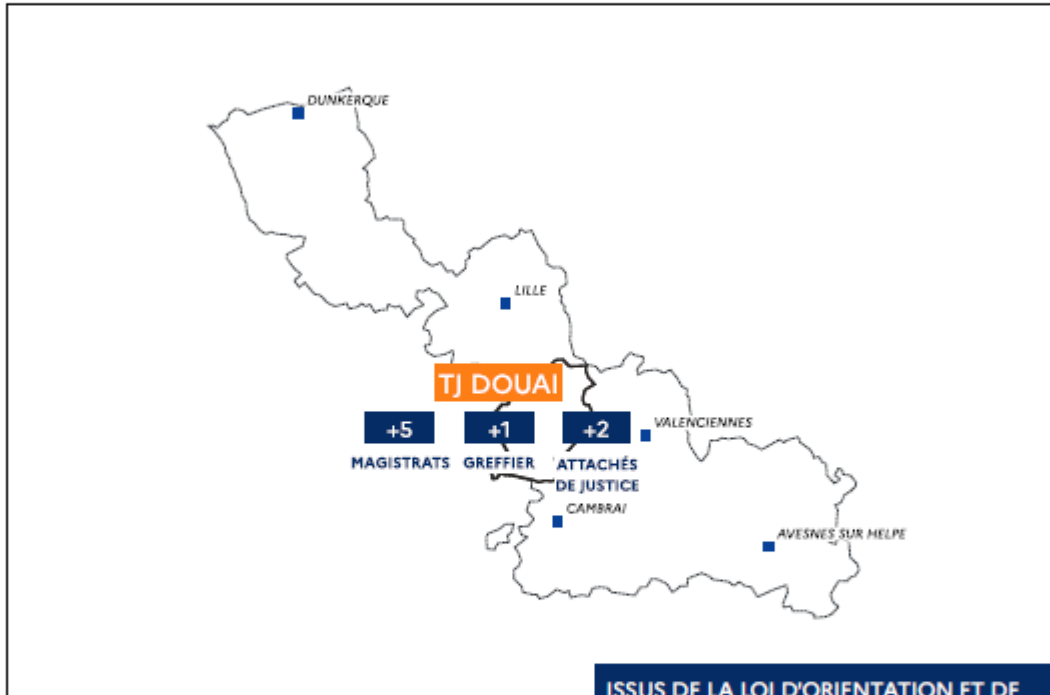 DUNKERQUE
LILLE
TJ DOUAI
+5
+1
+2
VALENCIENNES
MAGISTRATS
GREFFIER
ATTACHÉS
DE JUSTICE
CAMBRAI
AVESNES SUR HELPE
ISSUS DE LA LOI D'ORIENTATION ET DE